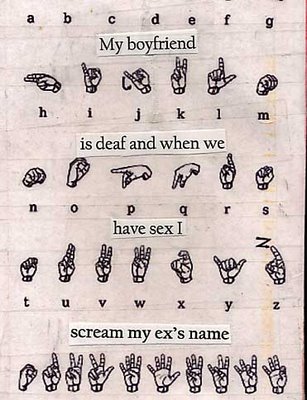 a b c d e f g
My boyfriend
h i j k l m
is deaf and when we
n o p q r s
have sex I
t u v w x y z
scream my ex's name